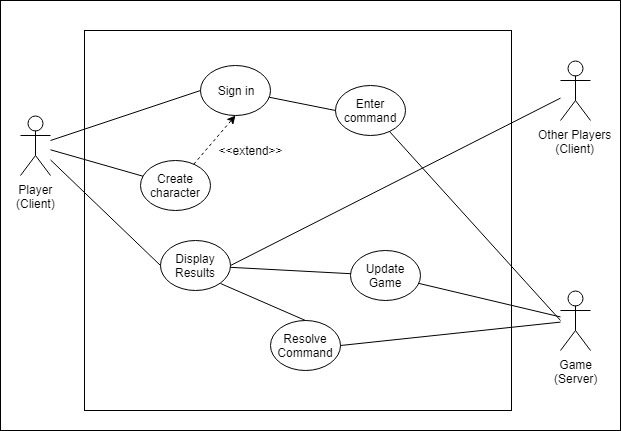 Sign in
Enter
command
<<extend>>
Create
character
Player
(Client)
Other Players
(Client)
Display
Results
Update
Game
Resolve
Command
Game
(Server)